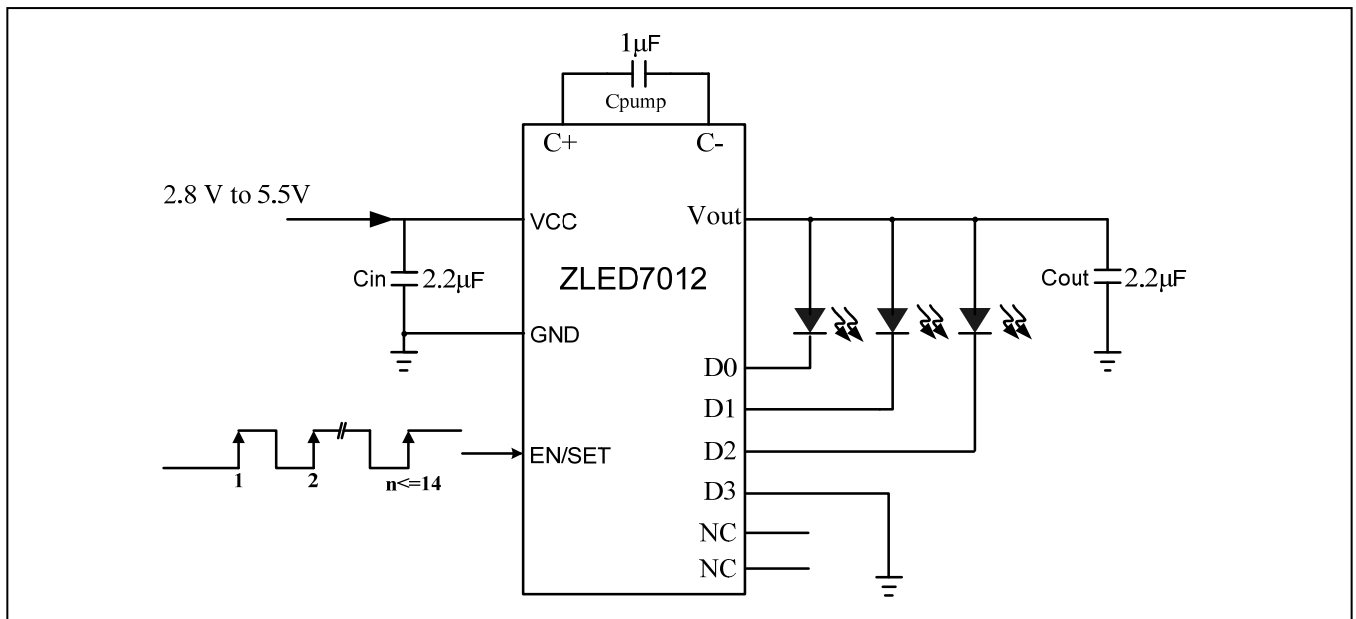 1µF
Cpump
C+ C-
2.8 V to 5.5V
VCC
Vout
Cin 2.2µF
ZLED7012
Cout 2.2µF
GND
D0
D1
EN/SET
D2
1 2 n<=14
D3
NC
NC